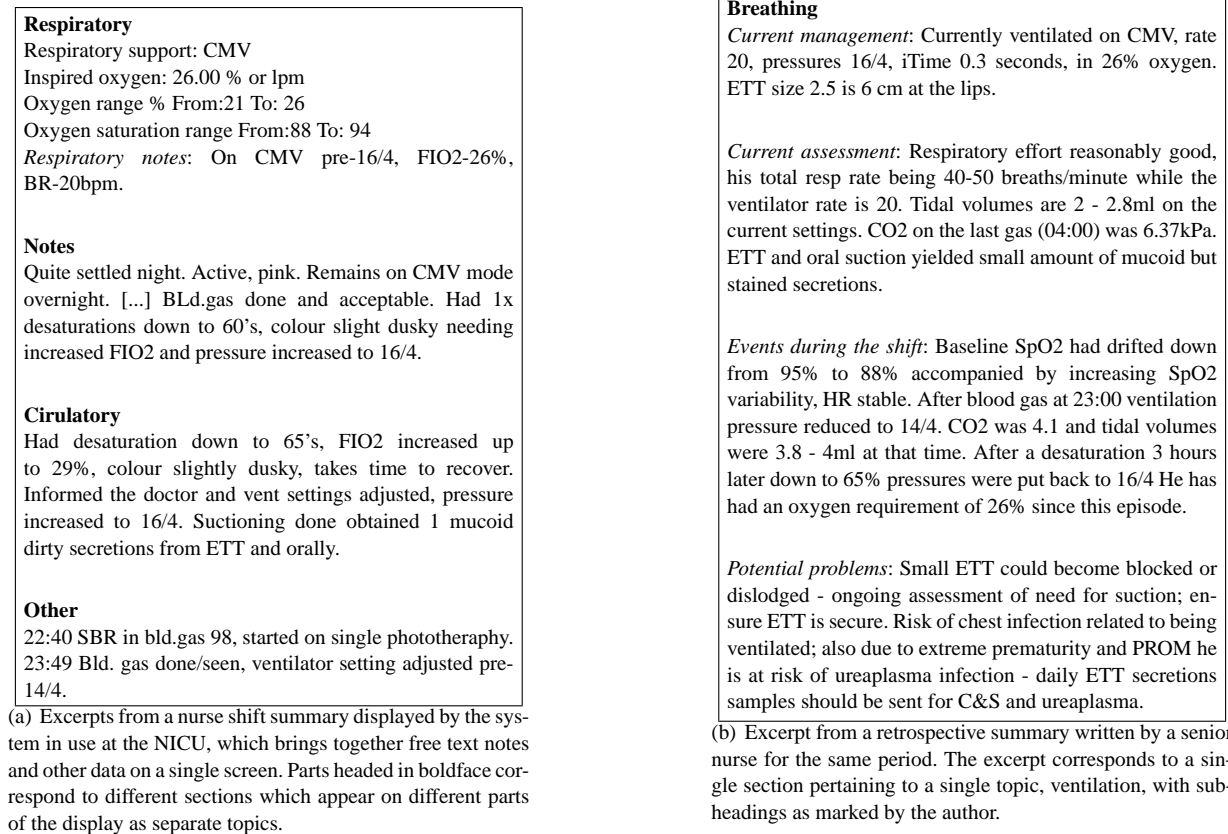 Respiratory
Respiratory support: CMV
Inspired oxygen: 26.00 % or lpm
Oxygen range % From:21 To: 26
Oxygen saturation range From:88 To: 94
Respiratory notes: On CMV pre-16/4, FIO2-26%,
BR-20bpm.
Notes
Quite settled night. Active, pink. Remains on CMV mode
overnight. [...] BLd.gas done and acceptable. Had 1x
desaturations down to 60's, colour slight dusky needing
increased FIO2 and pressure increased to 16/4.
Cirulatory
Had desaturation down to 65's, FIO2 increased up
to 29%, colour slightly dusky, takes time to recover.
Informed the doctor and vent settings adjusted, pressure
increased to 16/4. Suctioning done obtained 1 mucoid
dirty secretions from ETT and orally.
Other
22:40 SBR in bld.gas 98, started on single phototheraphy.
23:49 Bld. gas done/seen, ventilator setting adjusted pre-
14/4.
(a) Excerpts from a nurse shift summary displayed by the sys-
tem in use at the NICU, which brings together free text notes
and other data on a single screen. Parts headed in boldface cor-
respond to different sections which appear on different parts
of the display as separate topics.
Breathing
Current management: Currently ventilated on CMV, rate
20, pressures 16/4, iTime 0.3 seconds, in 26% oxygen.
ETT size 2.5 is 6 cm at the lips.
Current assessment: Respiratory effort reasonably good,
his total resp rate being 40-50 breaths/minute while the
ventilator rate is 20. Tidal volumes are 2 - 2.8ml on the
current settings. CO2 on the last gas (04:00) was 6.37kPa.
ETT and oral suction yielded small amount of mucoid but
stained secretions.
Events during the shift: Baseline SpO2 had drifted down
from 95% to 88% accompanied by increasing SpO2
variability, HR stable. After blood gas at 23:00 ventilation
pressure reduced to 14/4. CO2 was 4.1 and tidal volumes
were 3.8 - 4ml at that time. After a desaturation 3 hours
later down to 65% pressures were put back to 16/4 He has
had an oxygen requirement of 26% since this episode.
Potential problems: Small ETT could become blocked or
dislodged - ongoing assessment of need for suction; en-
sure ETT is secure. Risk of chest infection related to being
ventilated; also due to extreme prematurity and PROM he
is at risk of ureaplasma infection - daily ETT secretions
samples should be sent for C&S and ureaplasma.
(b) Excerpt from a retrospective summary written by a senior
nurse for the same period. The excerpt corresponds to a sin-
gle section pertaining to a single topic, ventilation, with sub-
headings as marked by the author.